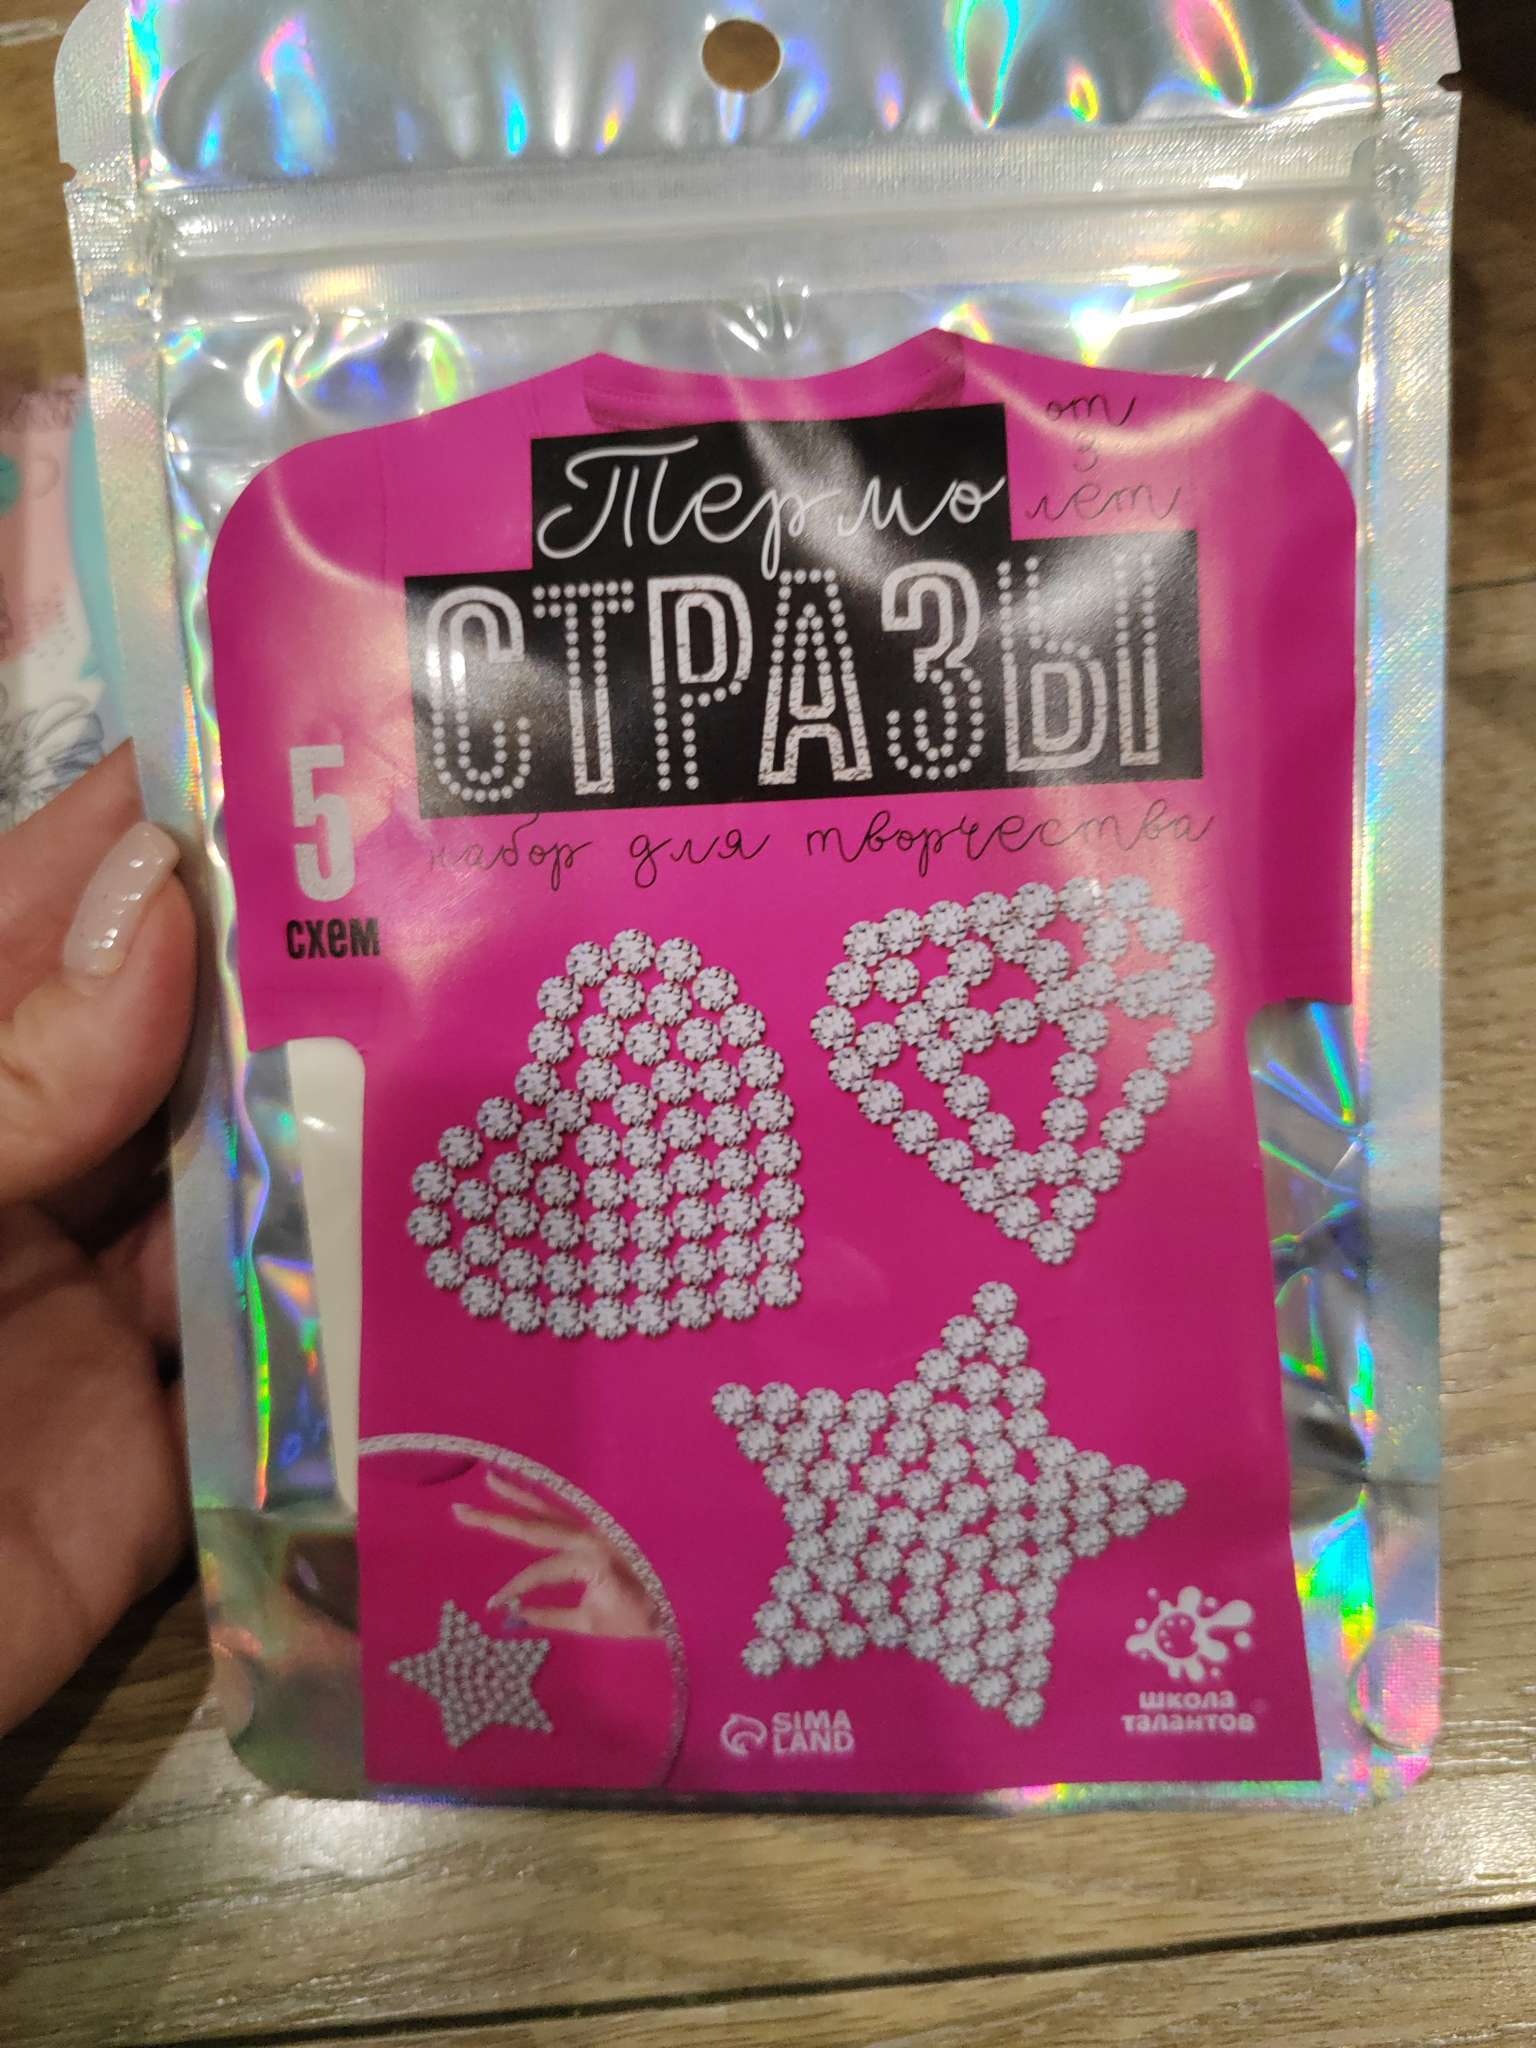 Термо
от
3
лет
СТРАЗЫ
набор для творчества
5
схем
SIMA
LAND
ШКОЛА
ТАЛАНТОВ®